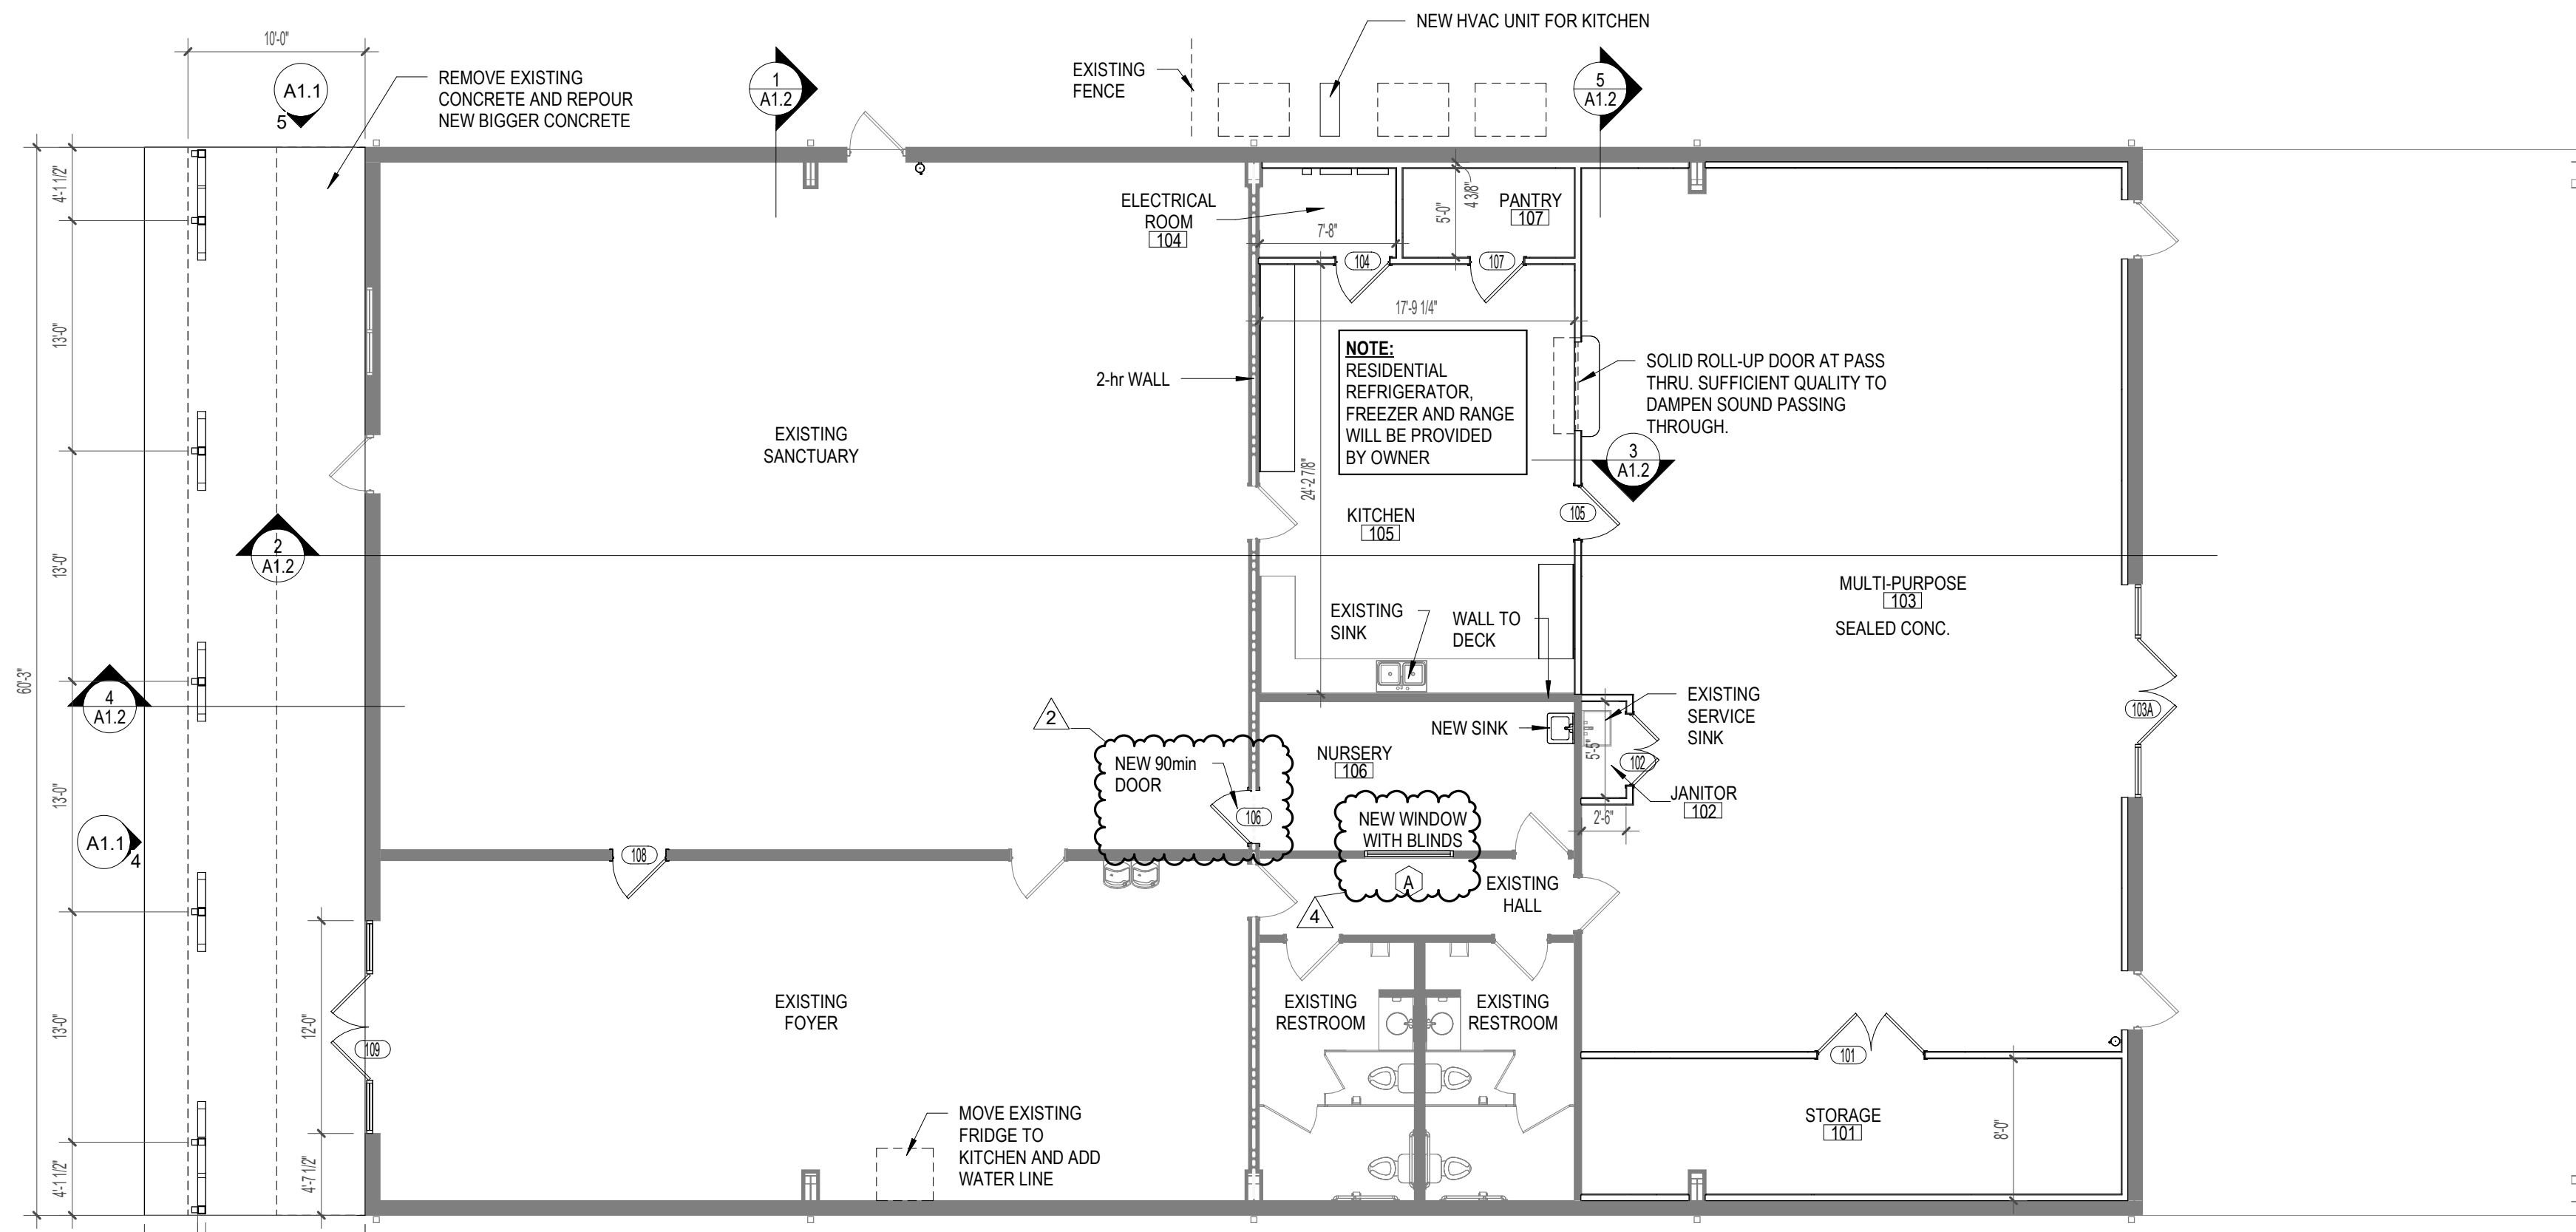 NEW HVAC UNIT FOR KITCHEN
10'-0"
A1.1
5
REMOVE EXISTING
CONCRETE AND REPOUR
NEW BIGGER CONCRETE
1
A1.2
EXISTING
FENCE
5
A1.2
4'-1 1/2"
13'-0"
13'-0"
13'-0"
13'-0"
4'-1 1/2"
60'-3"
ELECTRICAL
ROOM
104
7'-8"
5'-0"
4 3/8"
PANTRY
107
104
107
17'-9 1/4"
2-hr WALL
NOTE:
RESIDENTIAL
REFRIGERATOR,
FREEZER AND RANGE
WILL BE PROVIDED
BY OWNER
SOLID ROLL-UP DOOR AT PASS
THRU. SUFFICIENT QUALITY TO
DAMPEN SOUND PASSING
THROUGH.
3
A1.2
EXISTING
SANCTUARY
24'-2 7/8"
KITCHEN
105
105
2
A1.2
MULTI-PURPOSE
103
SEALED CONC.
EXISTING
SINK
WALL TO
DECK
4
A1.2
EXISTING
SERVICE
SINK
103A
2
NEW SINK
5'-5"
NURSERY
106
102
NEW 90min
DOOR
106
JANITOR
102
2'-6"
NEW WINDOW
WITH BLINDS
A
4
A1.1
4
108
EXISTING
HALL
EXISTING
FOYER
12'-0"
109
4'-7 1/2"
EXISTING
RESTROOM
EXISTING
RESTROOM
101
MOVE EXISTING
FRIDGE TO
KITCHEN AND ADD
WATER LINE
STORAGE
101
8'-0"